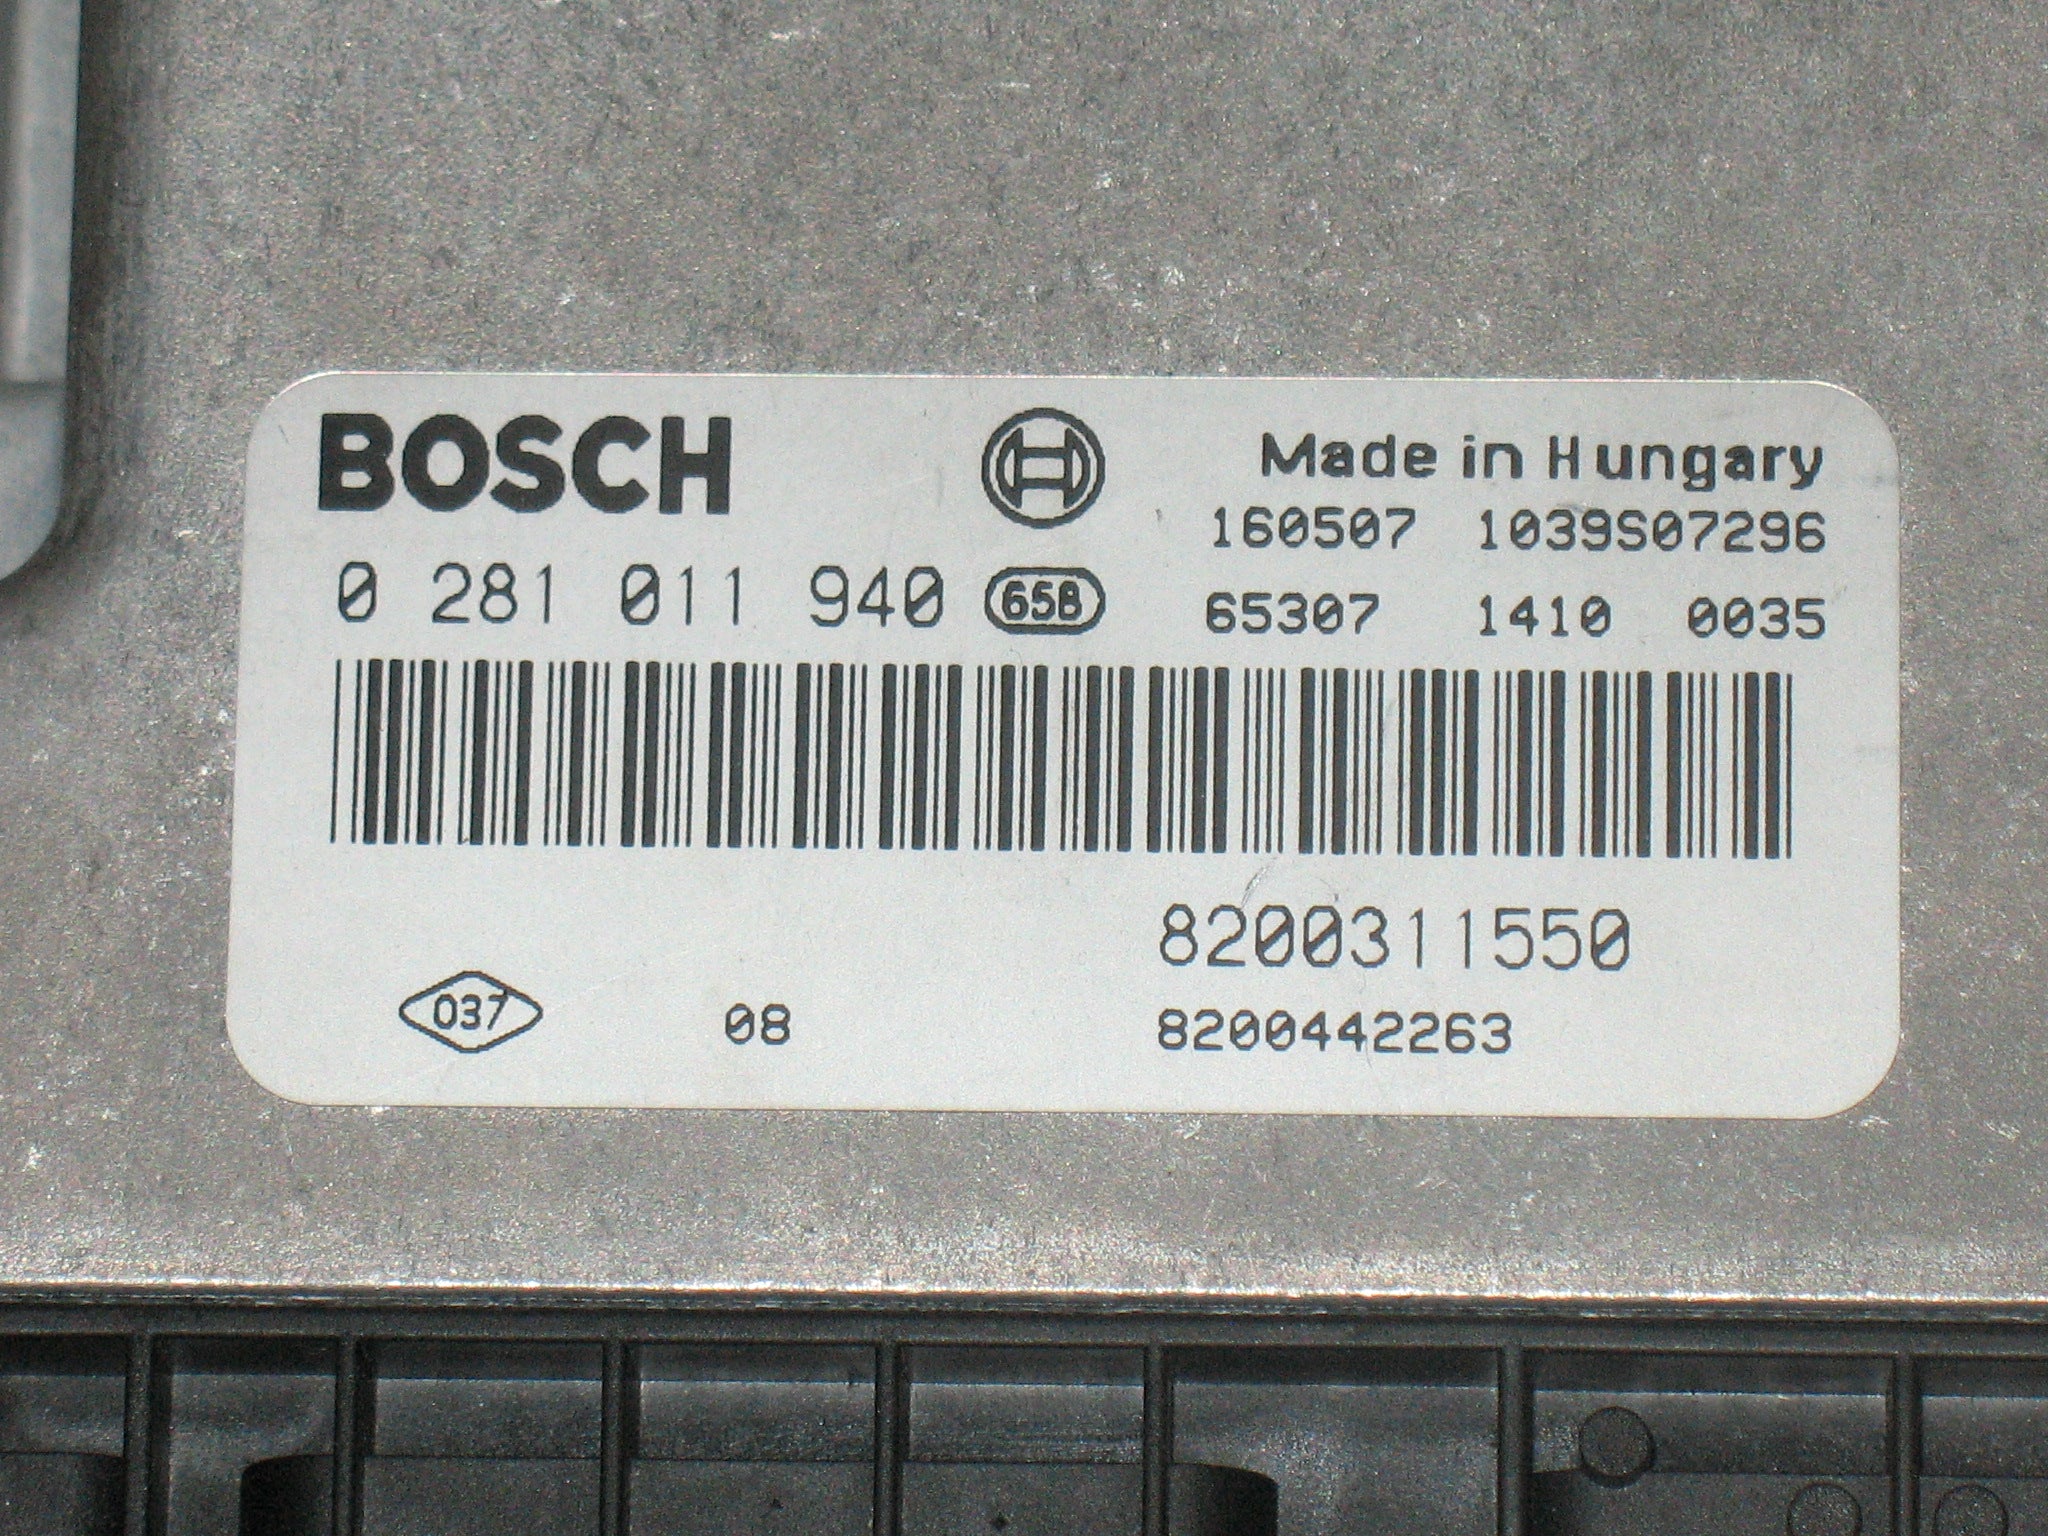 BOSCH Made in Hungary
160507 1039S07296
0 281 011 940 658 65307 1410 0035
8200311550
037 08 8200442263